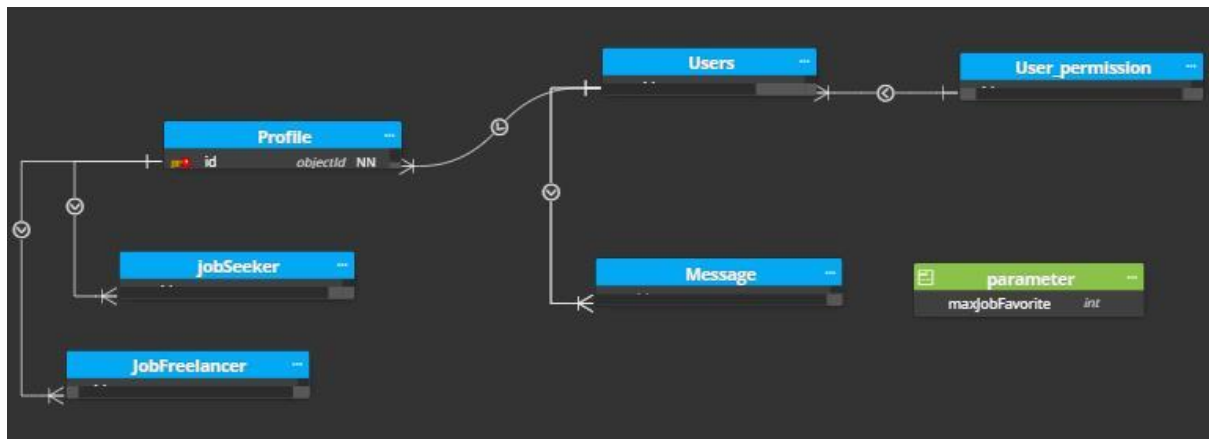 Users
User_permission
Profile
id objectId NN
jobSeeker
Message
parameter
maxJobFavorite int
JobFreelancer